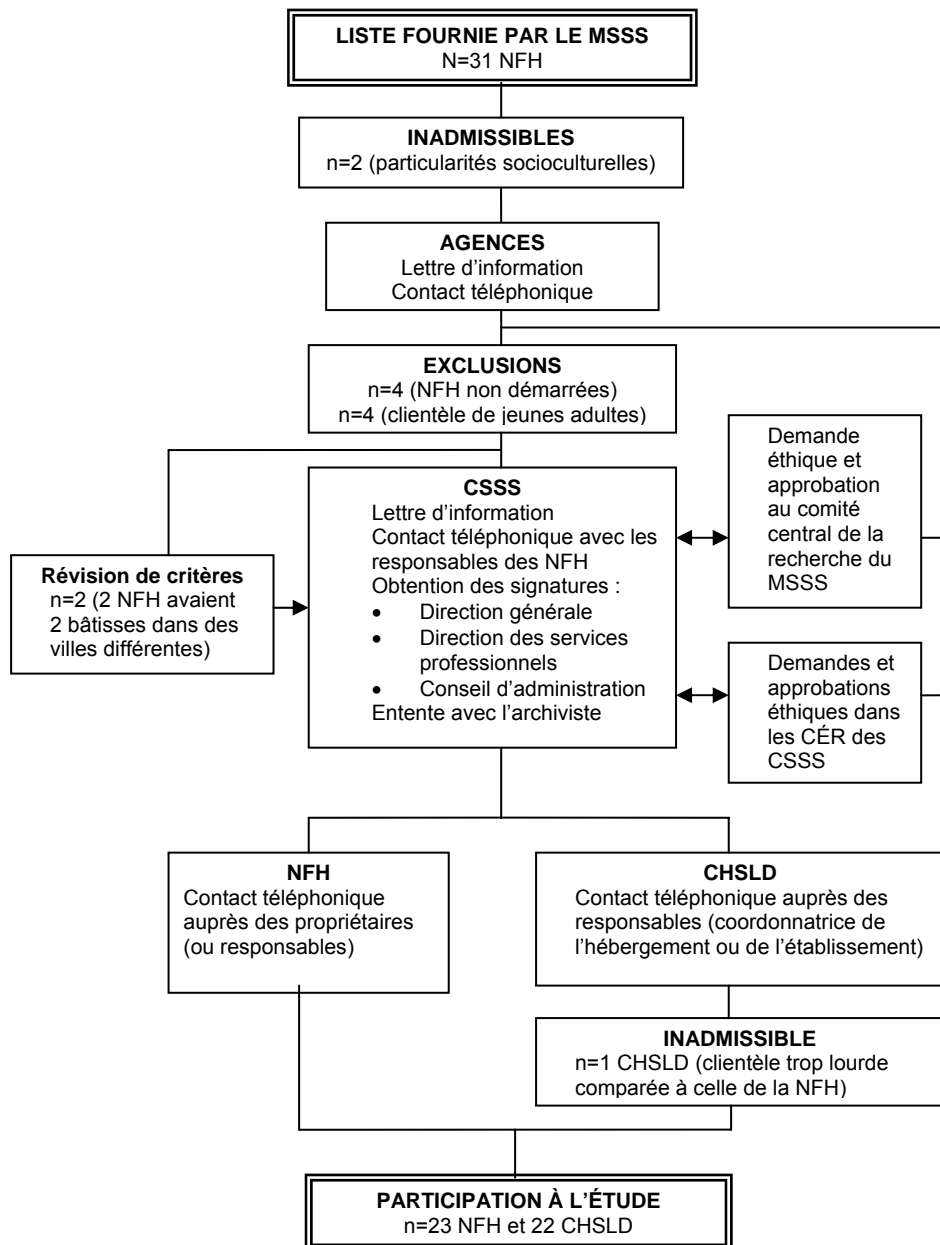 LISTE FOURNIE PAR LE MSSS
N=31 NFH
INADMISSIBLES
n=2 (particularités socioculturelles)
AGENCES
Lettre d’information
Contact téléphonique
EXCLUSIONS
n=4 (NFH non démarrées)
n=4 (clientèle de jeunes adultes)
Révision de critères
n=2 (2 NFH avaient
2 bâtisses dans des
villes différentes)
CSSS
Lettre d’information
Contact téléphonique avec les
responsables des NFH
Obtention des signatures :
• Direction générale
• Direction des services
professionnels
• Conseil d’administration
Entente avec l’archiviste
Demande
éthique et
approbation
au comité
central de la
recherche du
MSSS
Demandes et
approbations
éthiques dans
les CÉR des
CSSS
NFH
Contact téléphonique
auprès des propriétaires
(ou responsables)
CHSLD
Contact téléphonique auprès des
responsables (coordonnatrice de
l’hébergement ou de l’établissement)
INADMISSIBLE
n=1 CHSLD (clientèle trop lourde
comparée à celle de la NFH)
PARTICIPATION À L’ÉTUDE
n=23 NFH et 22 CHSLD